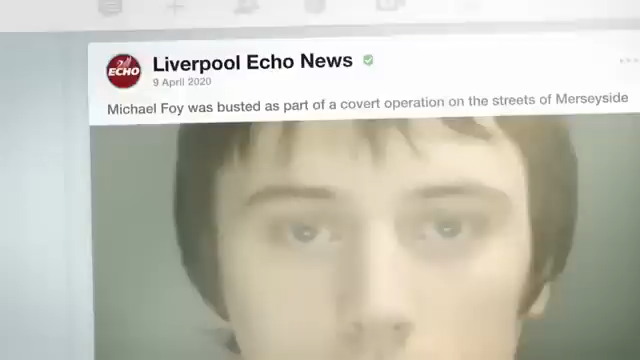 ECHO
Liverpool Echo News
9 April 2020
Michael Foy was busted as part of a covert operation on the streets of Merseyside